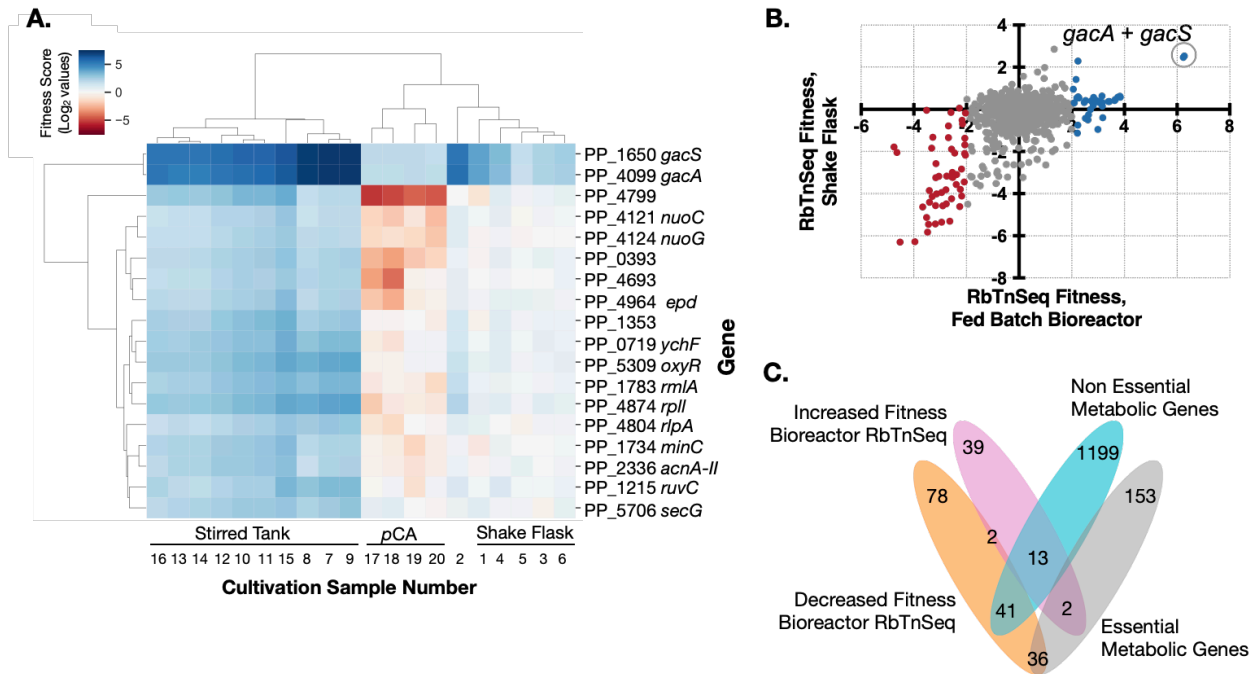 A.
Fitness Score
(Log2 values)
5
0
−5
PP_1650 gacS
PP_4099 gacA
PP_4799
PP_4121 nuoC
PP_4124 nuoG
PP_0393
PP_4693
PP_4964 epd
PP_1353
PP_0719 ychF
PP_5309 oxyR
PP_1783 rmlA
PP_4874 rplI
PP_4804 rlpA
PP_1734 minC
PP_2336 acnA-II
PP_1215 ruvC
PP_5706 secG
Gene
Stirred Tank
pCA
Shake Flask
16 13 14 12 10 11 15 8 7 9 17 18 19 20 2 1 4 5 3 6
Cultivation Sample Number
B.
gacA + gacS
RbTnSeq Fitness,
Shake Flask
4
2
-2
-4
-6
-8
-6 -4 -2 2 4 6 8
RbTnSeq Fitness,
Fed Batch Bioreactor
C.
Non Essential
Metabolic Genes
Increased Fitness
Bioreactor RbTnSeq
39
1199
78
153
2
13
41
2
36
Decreased Fitness
Bioreactor RbTnSeq
Essential
Metabolic Genes